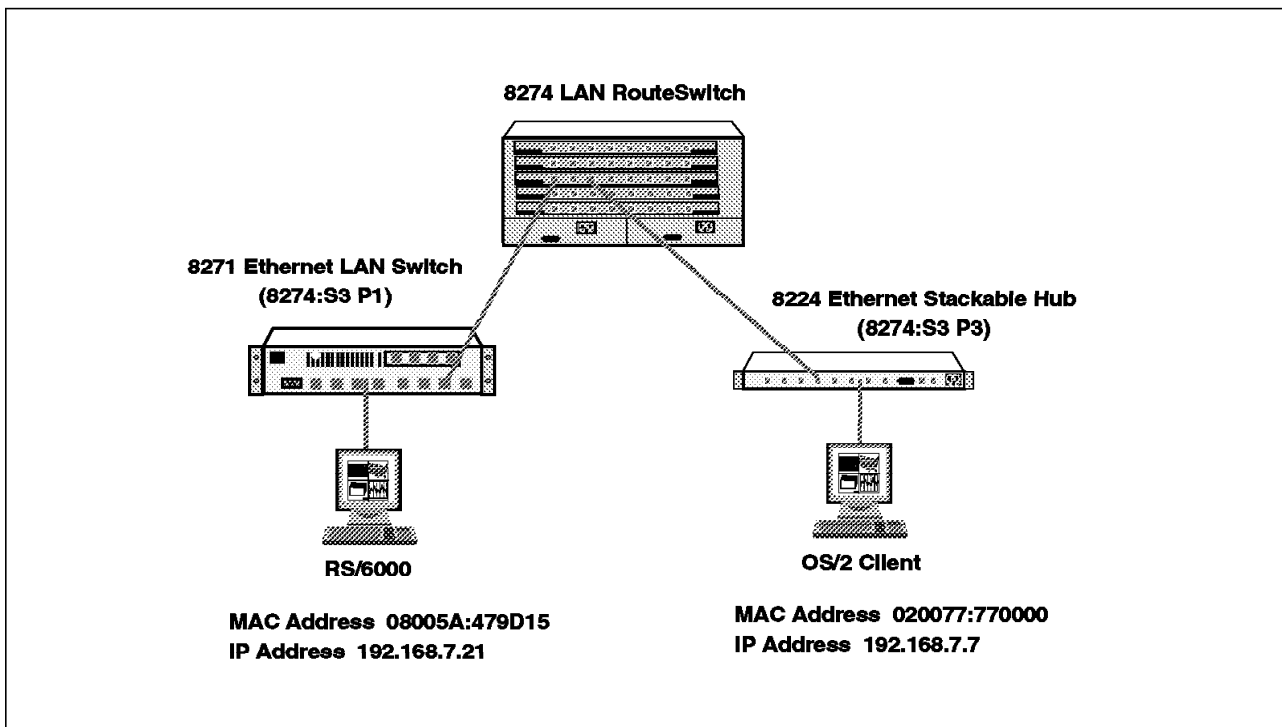 8274 LAN RouteSwitch
8271 Ethernet LAN Switch
(8274:S3 P1)
8224 Ethernet Stackable Hub
(8274:S3 P3)
RS/6000
MAC Address 08005A:479D15
IP Address 192.168.7.21
OS/2 Client
MAC Address 020077:770000
IP Address 192.168.7.7